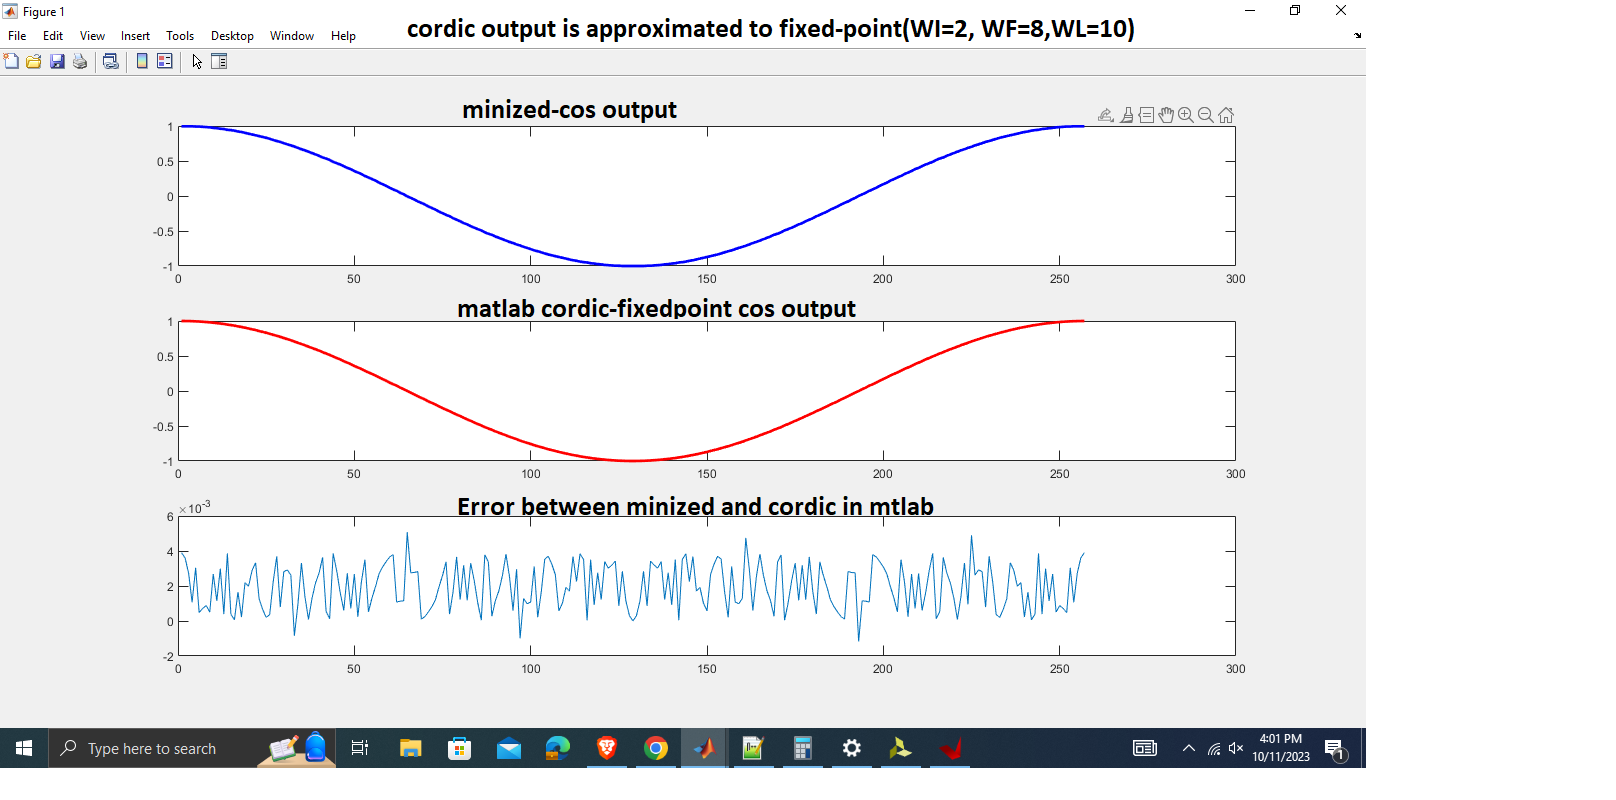 Figure 1
cordic output is approximated to fixed-point(WI=2, WF=8,WL=10)
File Edit View Insert Tools Desktop Window Help
minized-cos output
1
0.5
0
-0.5
-1
0 50 100 150 200 250 300
matlab cordic-fixedpoint cos output
1
0.5
0
-0.5
-1
0 50 100 150 200 250 300
Error between minized and cordic in mtlab
×10-3
6
4
2
0
-2
0 50 100 150 200 250 300
Type here to search
4:01 PM
10/11/2023
1